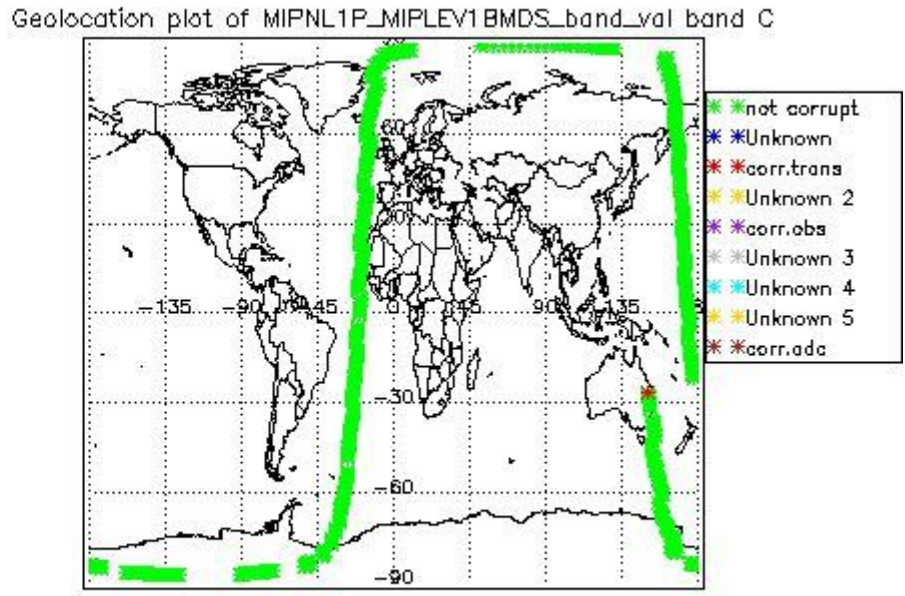 Geolocation plot of MIPNL1P_MIPLEV1BMDS_band_val band C
not corrupt
Unknown
corr.trans
Unknown 2
corr.obs
Unknown 3
Unknown 4
Unknown 5
corr.adc
60
30
-135 -90 -45 0 45 90 135
-30
-60
-90